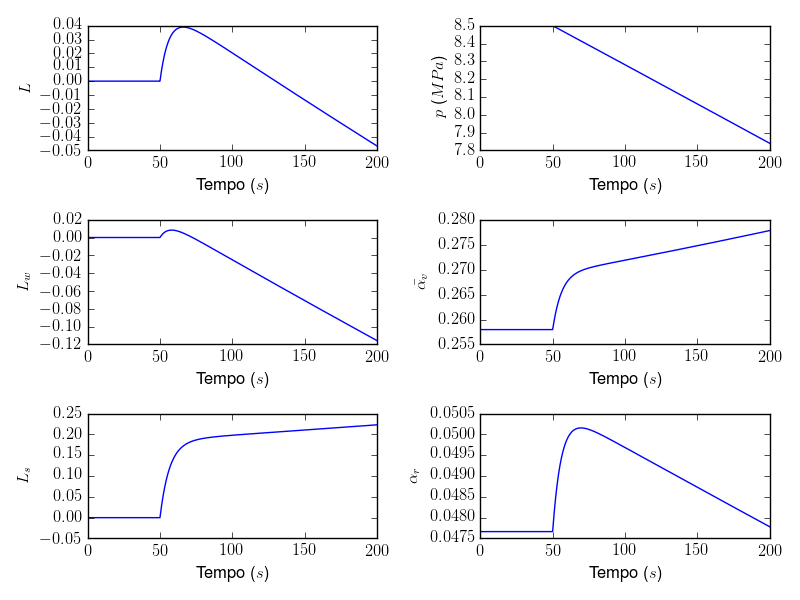 0.04
0.03
0.02
0.01
0.00
−0.01
−0.02
−0.03
−0.04
−0.05
L
0 50 100 150 200
Tempo (s)
8.5
8.4
8.3
8.2
8.1
8.0
7.9
7.8
p (MPa)
0 50 100 150 200
Tempo (s)
0.02
0.00
−0.02
−0.04
−0.06
−0.08
−0.10
−0.12
L_w
0 50 100 150 200
Tempo (s)
0.280
0.275
0.270
0.265
0.260
0.255
ᾱ_v
0 50 100 150 200
Tempo (s)
0.25
0.20
0.15
0.10
0.05
0.00
−0.05
L_s
0 50 100 150 200
Tempo (s)
0.0505
0.0500
0.0495
0.0490
0.0485
0.0480
0.0475
α_r
0 50 100 150 200
Tempo (s)